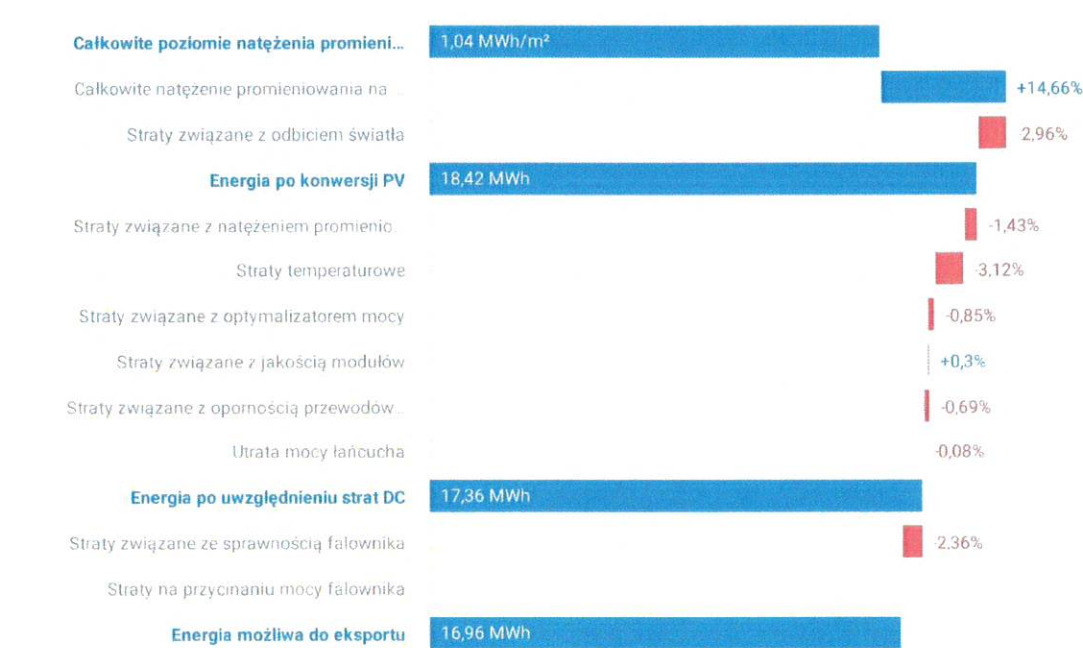 Całkowite poziomie natężenia promieni... 1,04 MWh/m²
Całkowite natężenie promieniowania na ... +14,66%
Straty związane z odbiciem światła 2,96%
Energia po konwersji PV 18,42 MWh
Straty związane z natężeniem promienio... -1,43%
Straty temperaturowe -3,12%
Straty związane z optymalizatorem mocy -0,85%
Straty związane z jakością modułów +0,3%
Straty związane z opornością przewodów... -0,69%
Utrata mocy łańcucha -0,08%
Energia po uwzględnieniu strat DC 17,36 MWh
Straty związane ze sprawnością falownika -2,36%
Straty na przycinaniu mocy falownika
Energia możliwa do eksportu 16,96 MWh